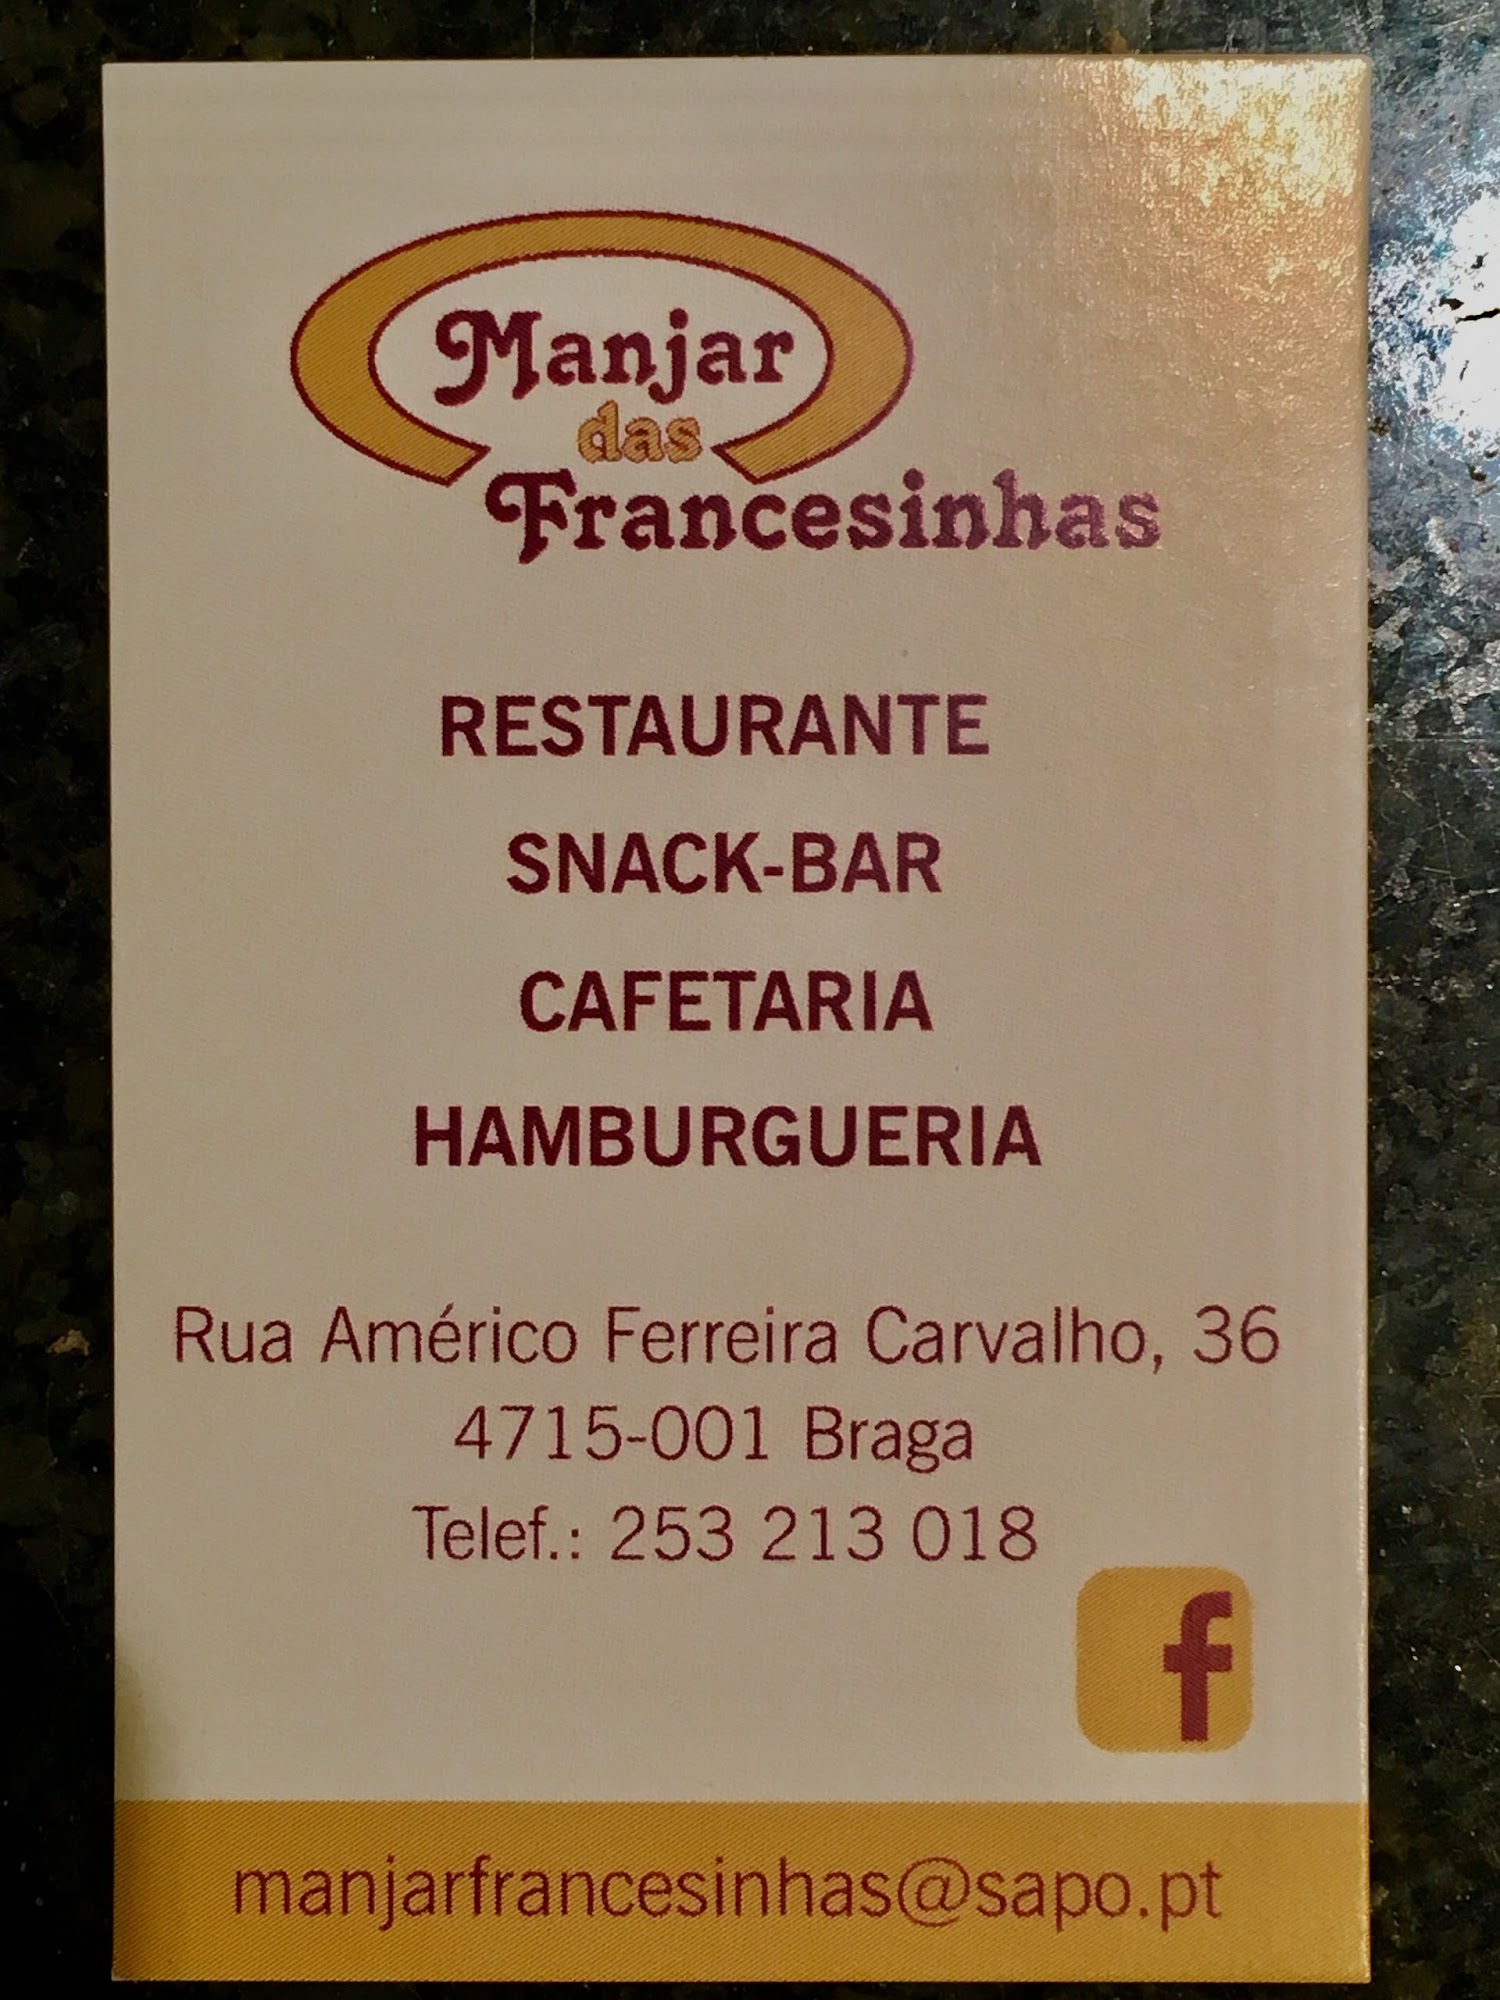 Manjar
das
Francesinhas
RESTAURANTE
SNACK-BAR
CAFETARIA
HAMBURGUERIA
Rua Américo Ferreira Carvalho, 36
4715-001 Braga
Telef.: 253 213 018
f
manjarfrancesinhas@sapo.pt